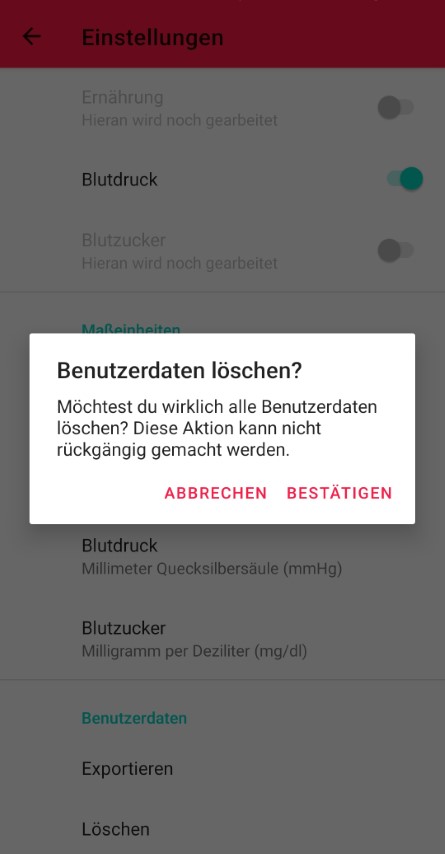 Einstellungen
Ernährung
Hieran wird noch gearbeitet
Blutdruck
Blutzucker
Hieran wird noch gearbeitet
Maßeinheiten
Benutzerdaten löschen?
Möchtest du wirklich alle Benutzerdaten
löschen? Diese Aktion kann nicht
rückgängig gemacht werden.
ABBRECHEN BESTÄTIGEN
Blutdruck
Millimeter Quecksilbersäule (mmHg)
Blutzucker
Milligramm per Deziliter (mg/dl)
Benutzerdaten
Exportieren
Löschen